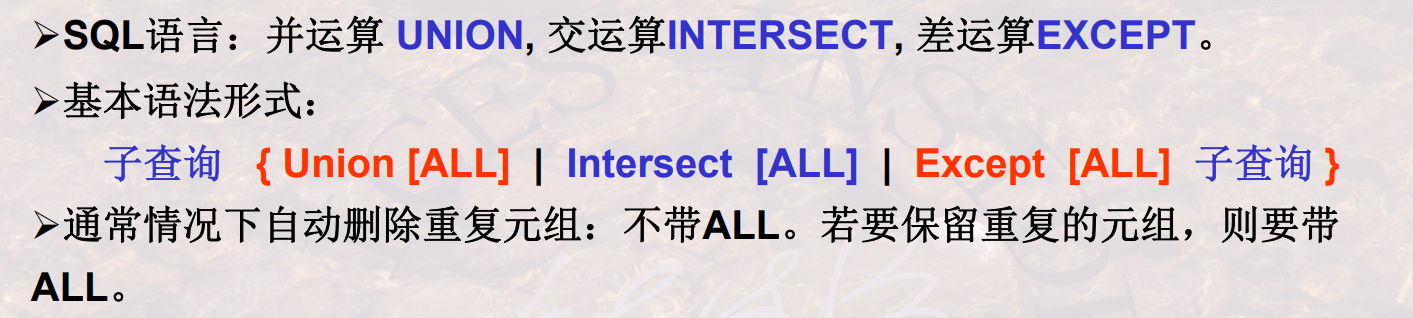 ➢SQL语言：并运算 UNION, 交运算INTERSECT, 差运算EXCEPT。
➢基本语法形式：
子查询 { Union [ALL] | Intersect [ALL] | Except [ALL] 子查询 }
➢通常情况下自动删除重复元组：不带ALL。若要保留重复的元组，则要带
ALL。